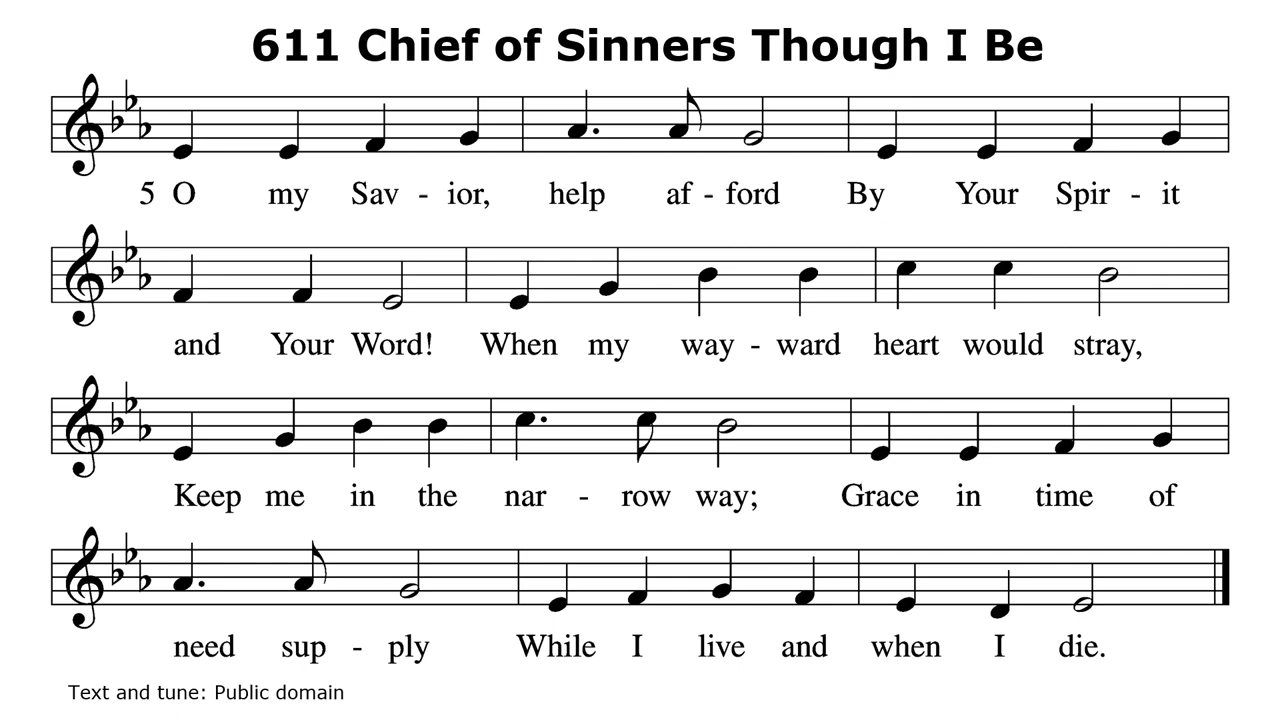 611 Chief of Sinners Though I Be
5 O my Sav - ior, help af - ford By Your Spir - it
and Your Word! When my way - ward heart would stray,
Keep me in the nar - row way; Grace in time of
need sup - ply While I live and when I die.
Text and tune: Public domain